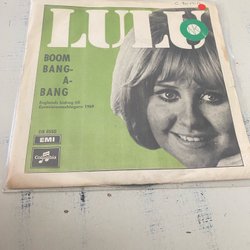 LULU
BOOM
BANG-
A-
BANG
Englands bidrag till
Eurovisionsschlagern 1969
EMI
Columbia